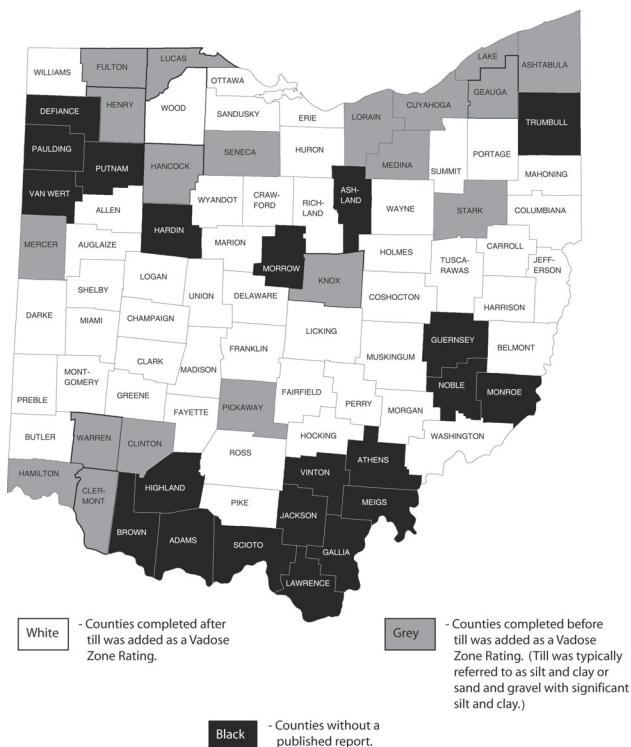 LAKE
ASHTABULA
LUCAS
FULTON
WILLIAMS
OTTAWA
GEAUGA
CUYAHOGA
HENRY
WOOD
DEFIANCE
SANDUSKY
ERIE
LORAIN
TRUMBULL
PAULDING
SENECA
HURON
MEDINA
SUMMIT
PORTAGE
PUTNAM
HANCOCK
MAHONING
VAN WERT
WYANDOT
CRAW-
FORD
RICH-
LAND
ASH-
LAND
WAYNE
STARK
COLUMBIANA
ALLEN
HARDIN
MERCER
AUGLAIZE
MARION
MORROW
HOLMES
TUSCA-
RAWAS
CARROLL
JEFF-
ERSON
LOGAN
KNOX
SHELBY
UNION
DELAWARE
COSHOCTON
HARRISON
DARKE
MIAMI
CHAMPAIGN
LICKING
GUERNSEY
BELMONT
CLARK
MADISON
FRANKLIN
MUSKINGUM
MONT-
GOMERY
PREBLE
GREENE
FAYETTE
PICKAWAY
FAIRFIELD
PERRY
MORGAN
NOBLE
MONROE
BUTLER
WARREN
CLINTON
ROSS
HOCKING
WASHINGTON
HAMILTON
CLER-
MONT
HIGHLAND
VINTON
ATHENS
PIKE
JACKSON
MEIGS
BROWN
ADAMS
SCIOTO
GALLIA
LAWRENCE
White
- Counties completed after
till was added as a Vadose
Zone Rating.
Grey
- Counties completed before
till was added as a Vadose
Zone Rating. (Till was typically
referred to as silt and clay or
sand and gravel with significant
silt and clay.)
Black
- Counties without a
published report.